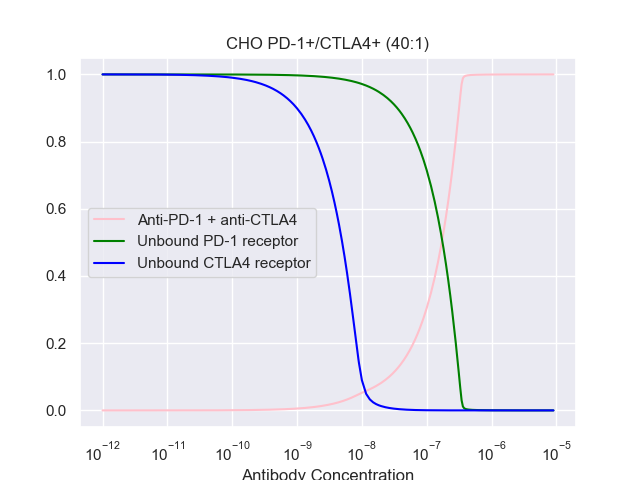 CHO PD-1+/CTLA4+ (40:1)
1.0
0.8
0.6
0.4
0.2
0.0
Anti-PD-1 + anti-CTLA4
Unbound PD-1 receptor
Unbound CTLA4 receptor
10⁻¹² 10⁻¹¹ 10⁻¹⁰ 10⁻⁹ 10⁻⁸ 10⁻⁷ 10⁻⁶ 10⁻⁵
Antibody Concentration